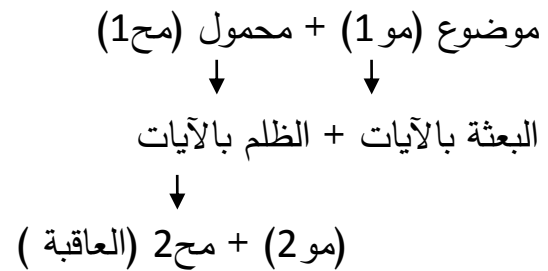 موضوع (مو1) + محمول (مح1)
البعثة بالآيات + الظلم بالآيات
(مو2) + مح2 (العاقبة )